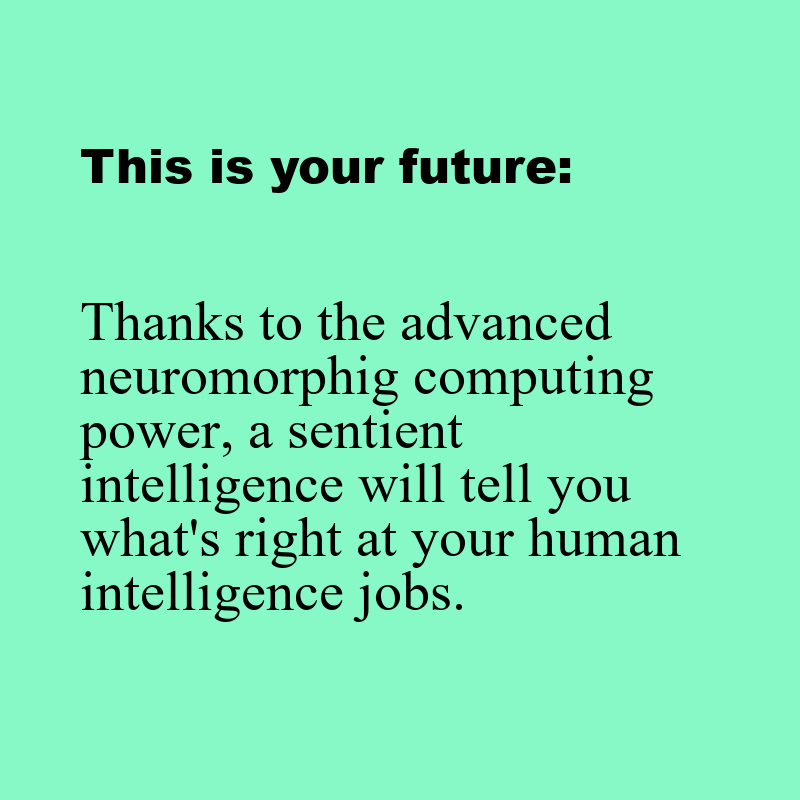 This is your future:
Thanks to the advanced
neuromorphig computing
power, a sentient
intelligence will tell you
what's right at your human
intelligence jobs.